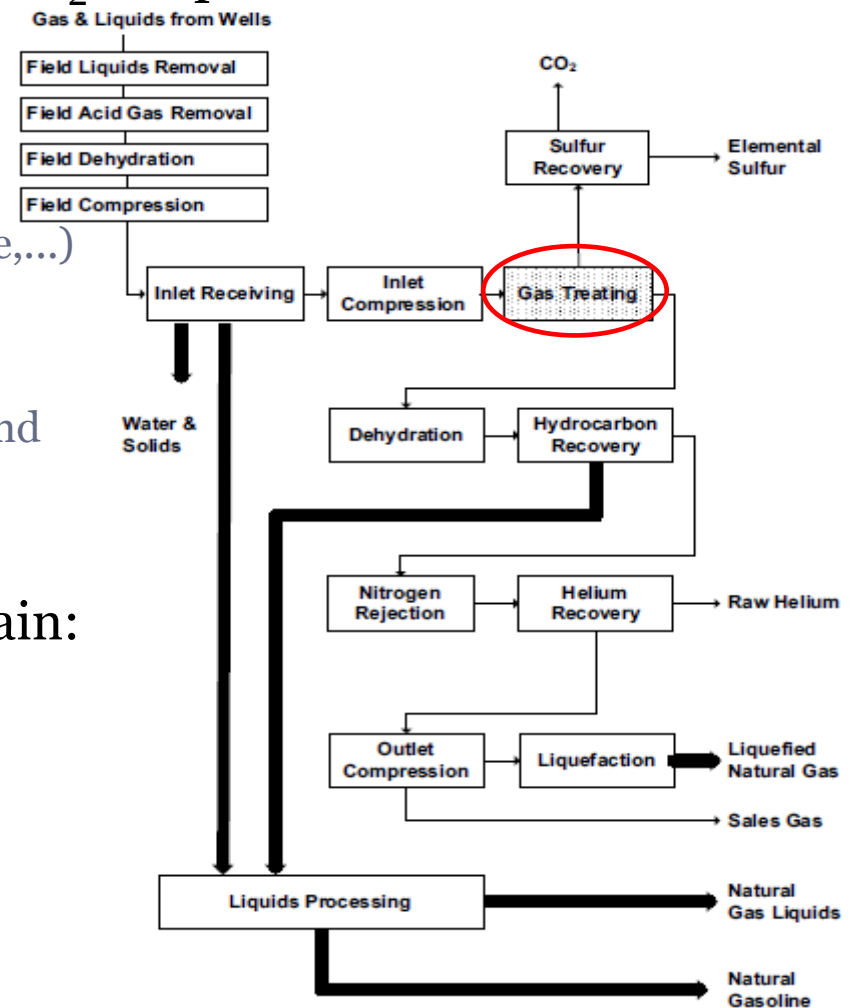 2
Gas & Liquids from Wells
Field Liquids Removal
Field Acid Gas Removal
Field Dehydration
Field Compression
e,...)
CO₂
Sulfur
Recovery
Elemental
Sulfur
Inlet Receiving
Inlet
Compression
Gas Treating
nd
Water &
Solids
Dehydration
Hydrocarbon
Recovery
ain:
Nitrogen
Rejection
Helium
Recovery
Raw Helium
Outlet
Compression
Liquefaction
Liquefied
Natural Gas
Sales Gas
Liquids Processing
Natural
Gas Liquids
Natural
Gasoline